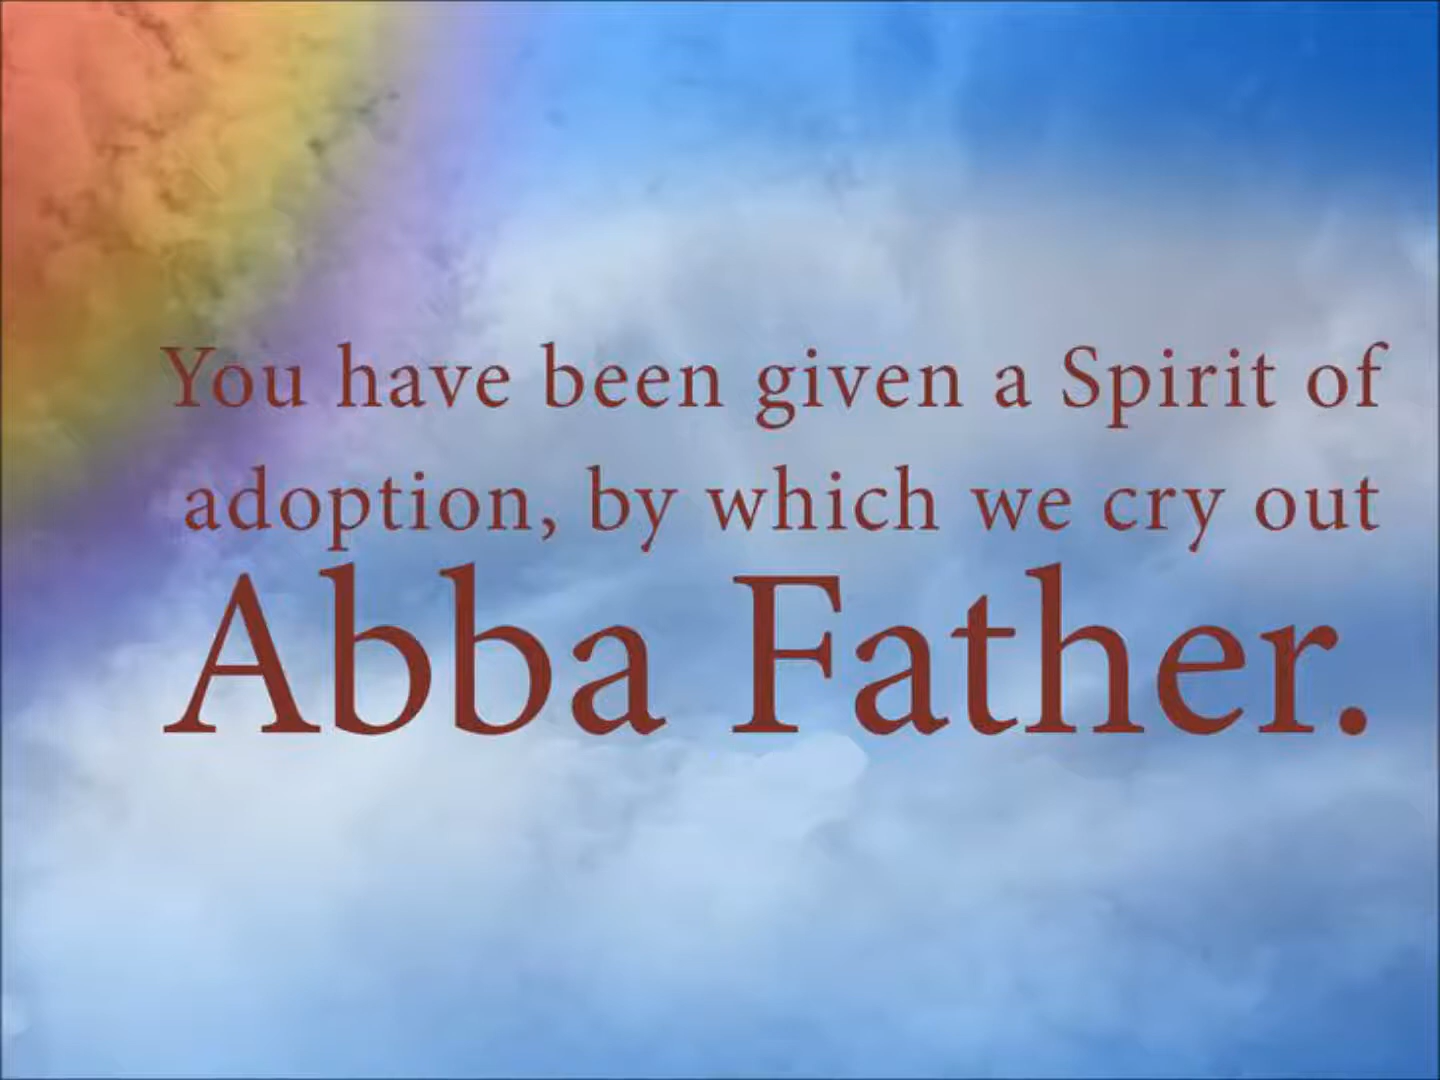 You have been given a Spirit of
adoption, by which we cry out
Abba Father.